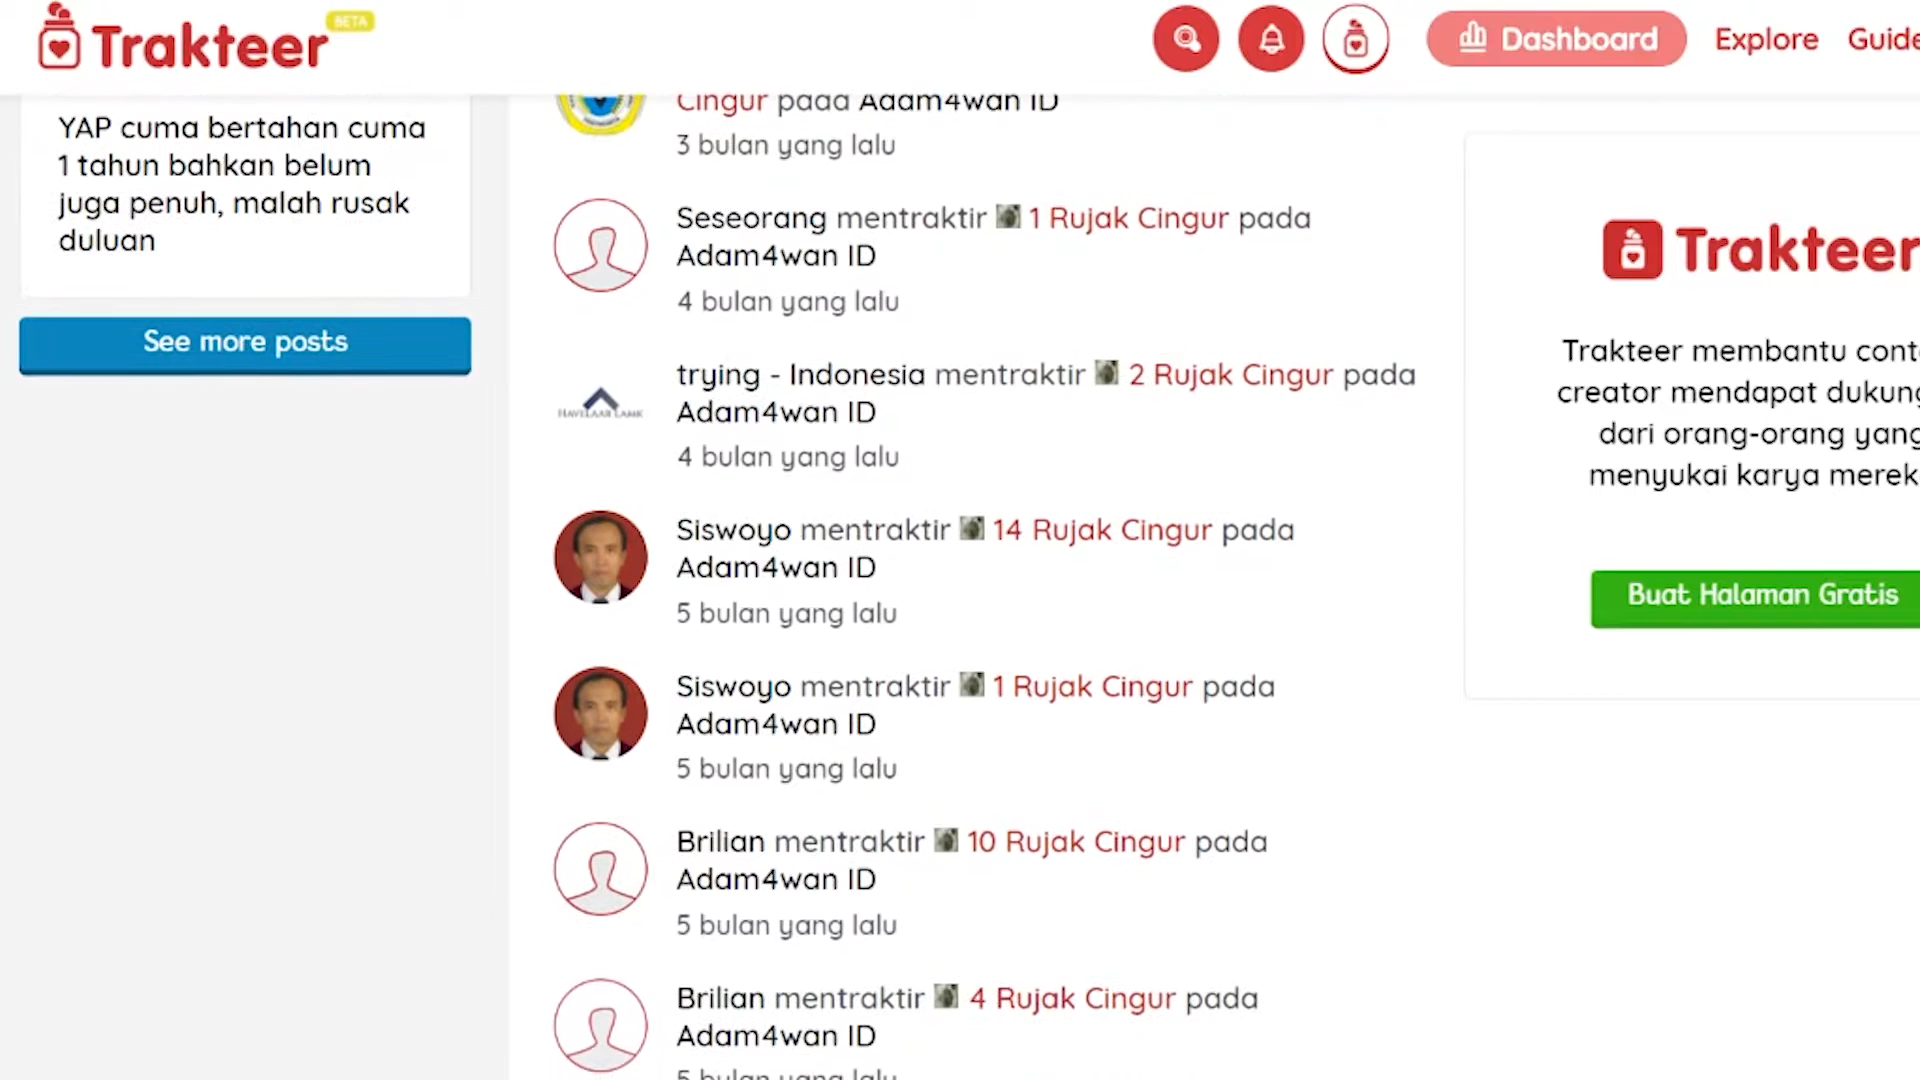 Trakteer BETA
Dashboard Explore Guide
YAP cuma bertahan cuma
1 tahun bahkan belum
juga penuh, malah rusak
duluan
See more posts
Cingur pada Adam4wan ID
3 bulan yang lalu
Seseorang mentraktir 1 Rujak Cingur pada
Adam4wan ID
4 bulan yang lalu
HAVELAAR LAMK
trying - Indonesia mentraktir 2 Rujak Cingur pada
Adam4wan ID
4 bulan yang lalu
Siswoyo mentraktir 14 Rujak Cingur pada
Adam4wan ID
5 bulan yang lalu
Siswoyo mentraktir 1 Rujak Cingur pada
Adam4wan ID
5 bulan yang lalu
Brilian mentraktir 10 Rujak Cingur pada
Adam4wan ID
5 bulan yang lalu
Brilian mentraktir 4 Rujak Cingur pada
Adam4wan ID
5 bulan yang lalu
Trakteer
Trakteer membantu cont
creator mendapat dukung
dari orang-orang yang
menyukai karya merek
Buat Halaman Gratis